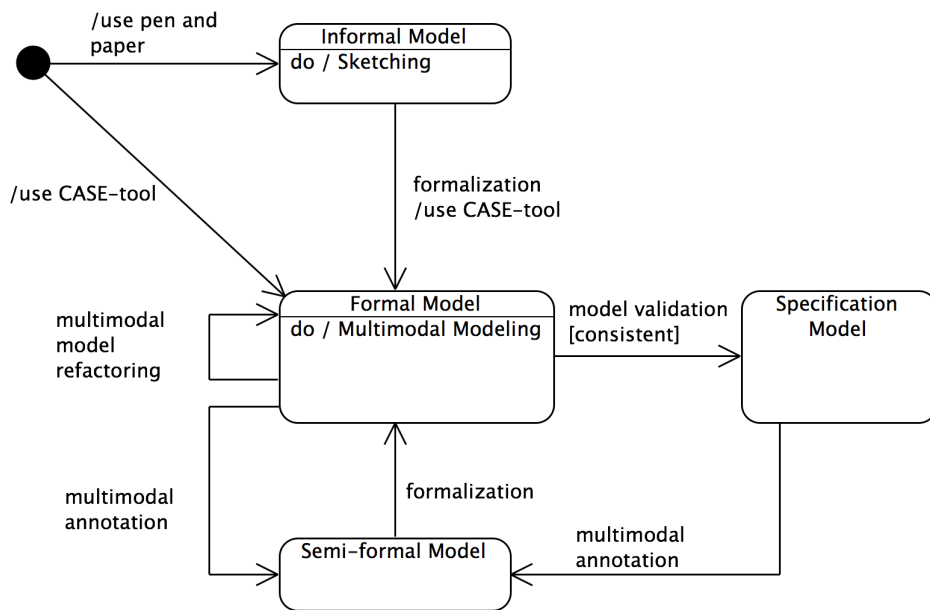 /use pen and
paper
Informal Model
do / Sketching
/use CASE-tool
formalization
/use CASE-tool
multimodal
model
refactoring
Formal Model
do / Multimodal Modeling
model validation
[consistent]
Specification
Model
multimodal
annotation
formalization
Semi-formal Model
multimodal
annotation